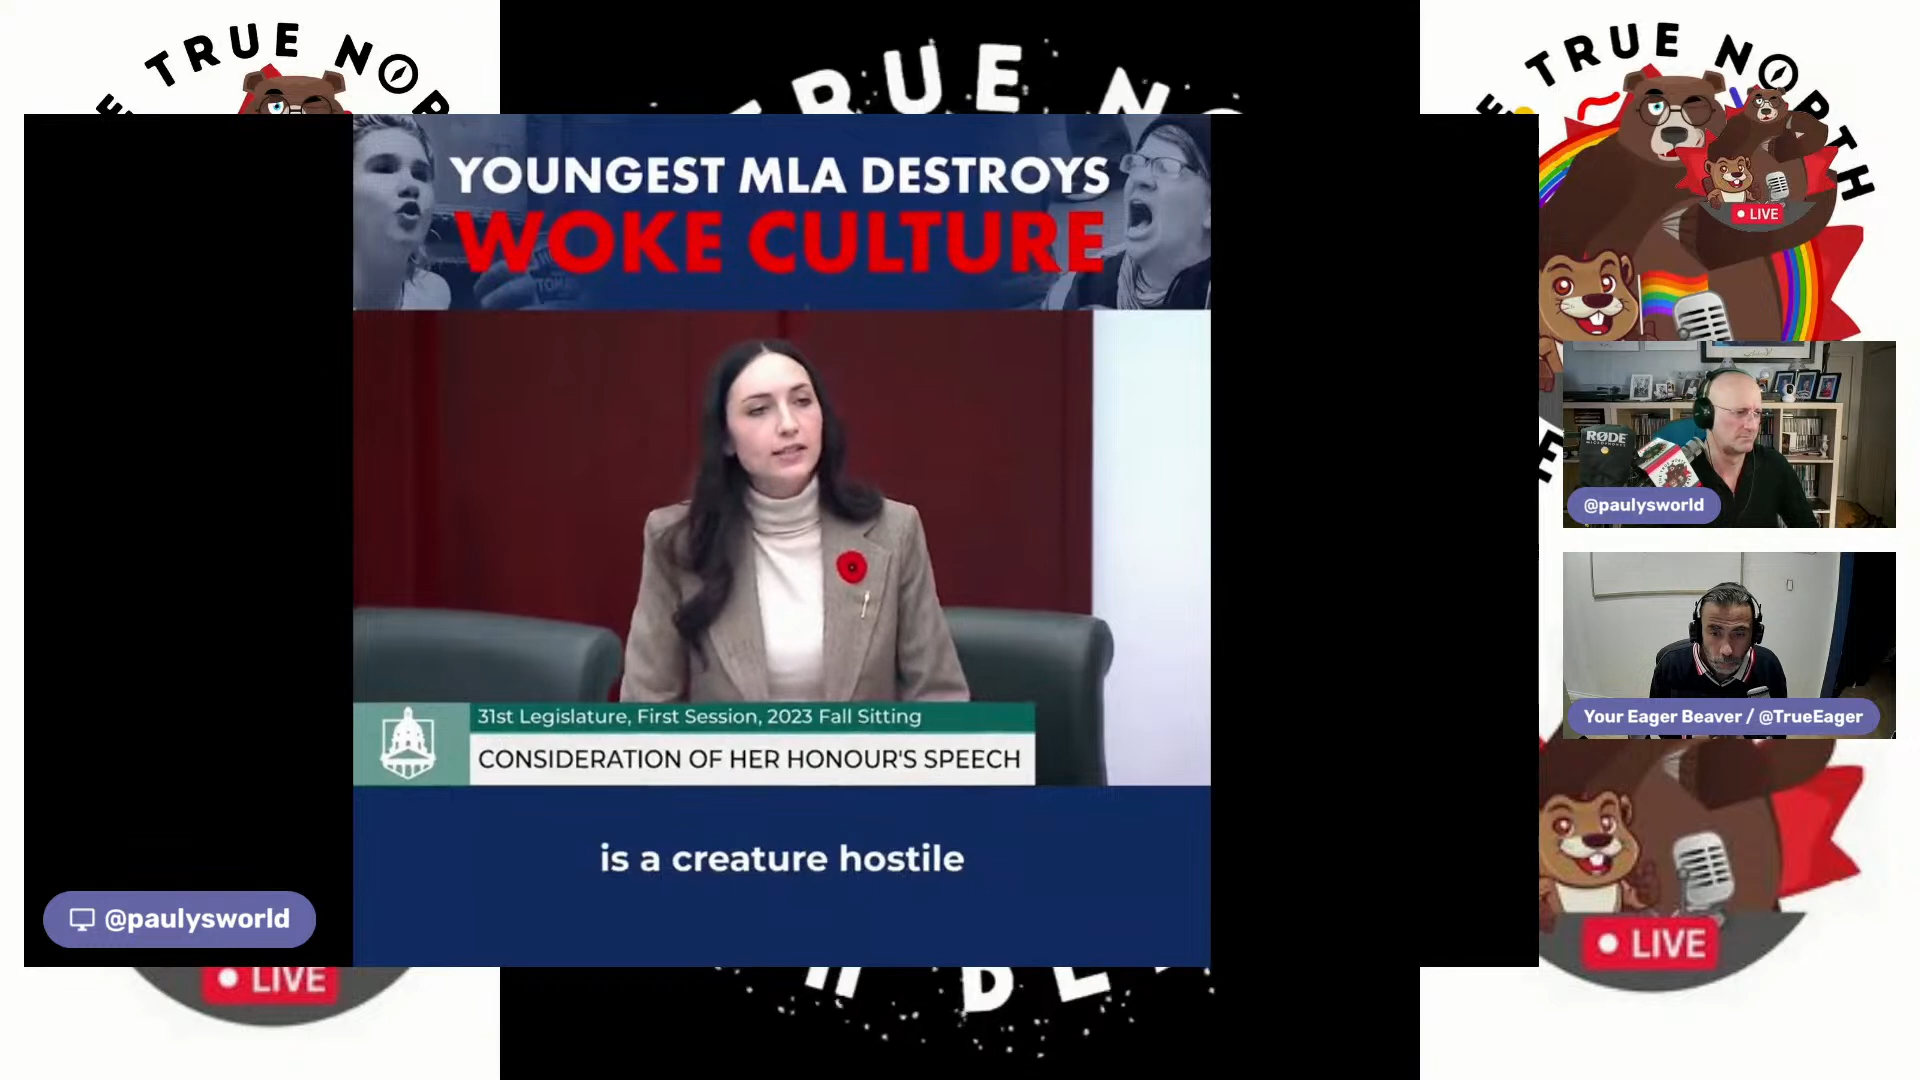 TRUE NOR
TRUE NO
TRUE NORTH
LIVE
YOUNGEST MLA DESTROYS
WOKE CULTURE
RØDE
@paulysworld
31st Legislature, First Session, 2023 Fall Sitting
CONSIDERATION OF HER HONOUR'S SPEECH
Your Eager Beaver / @TrueEager
is a creature hostile
@paulysworld
LIVE
LIVE